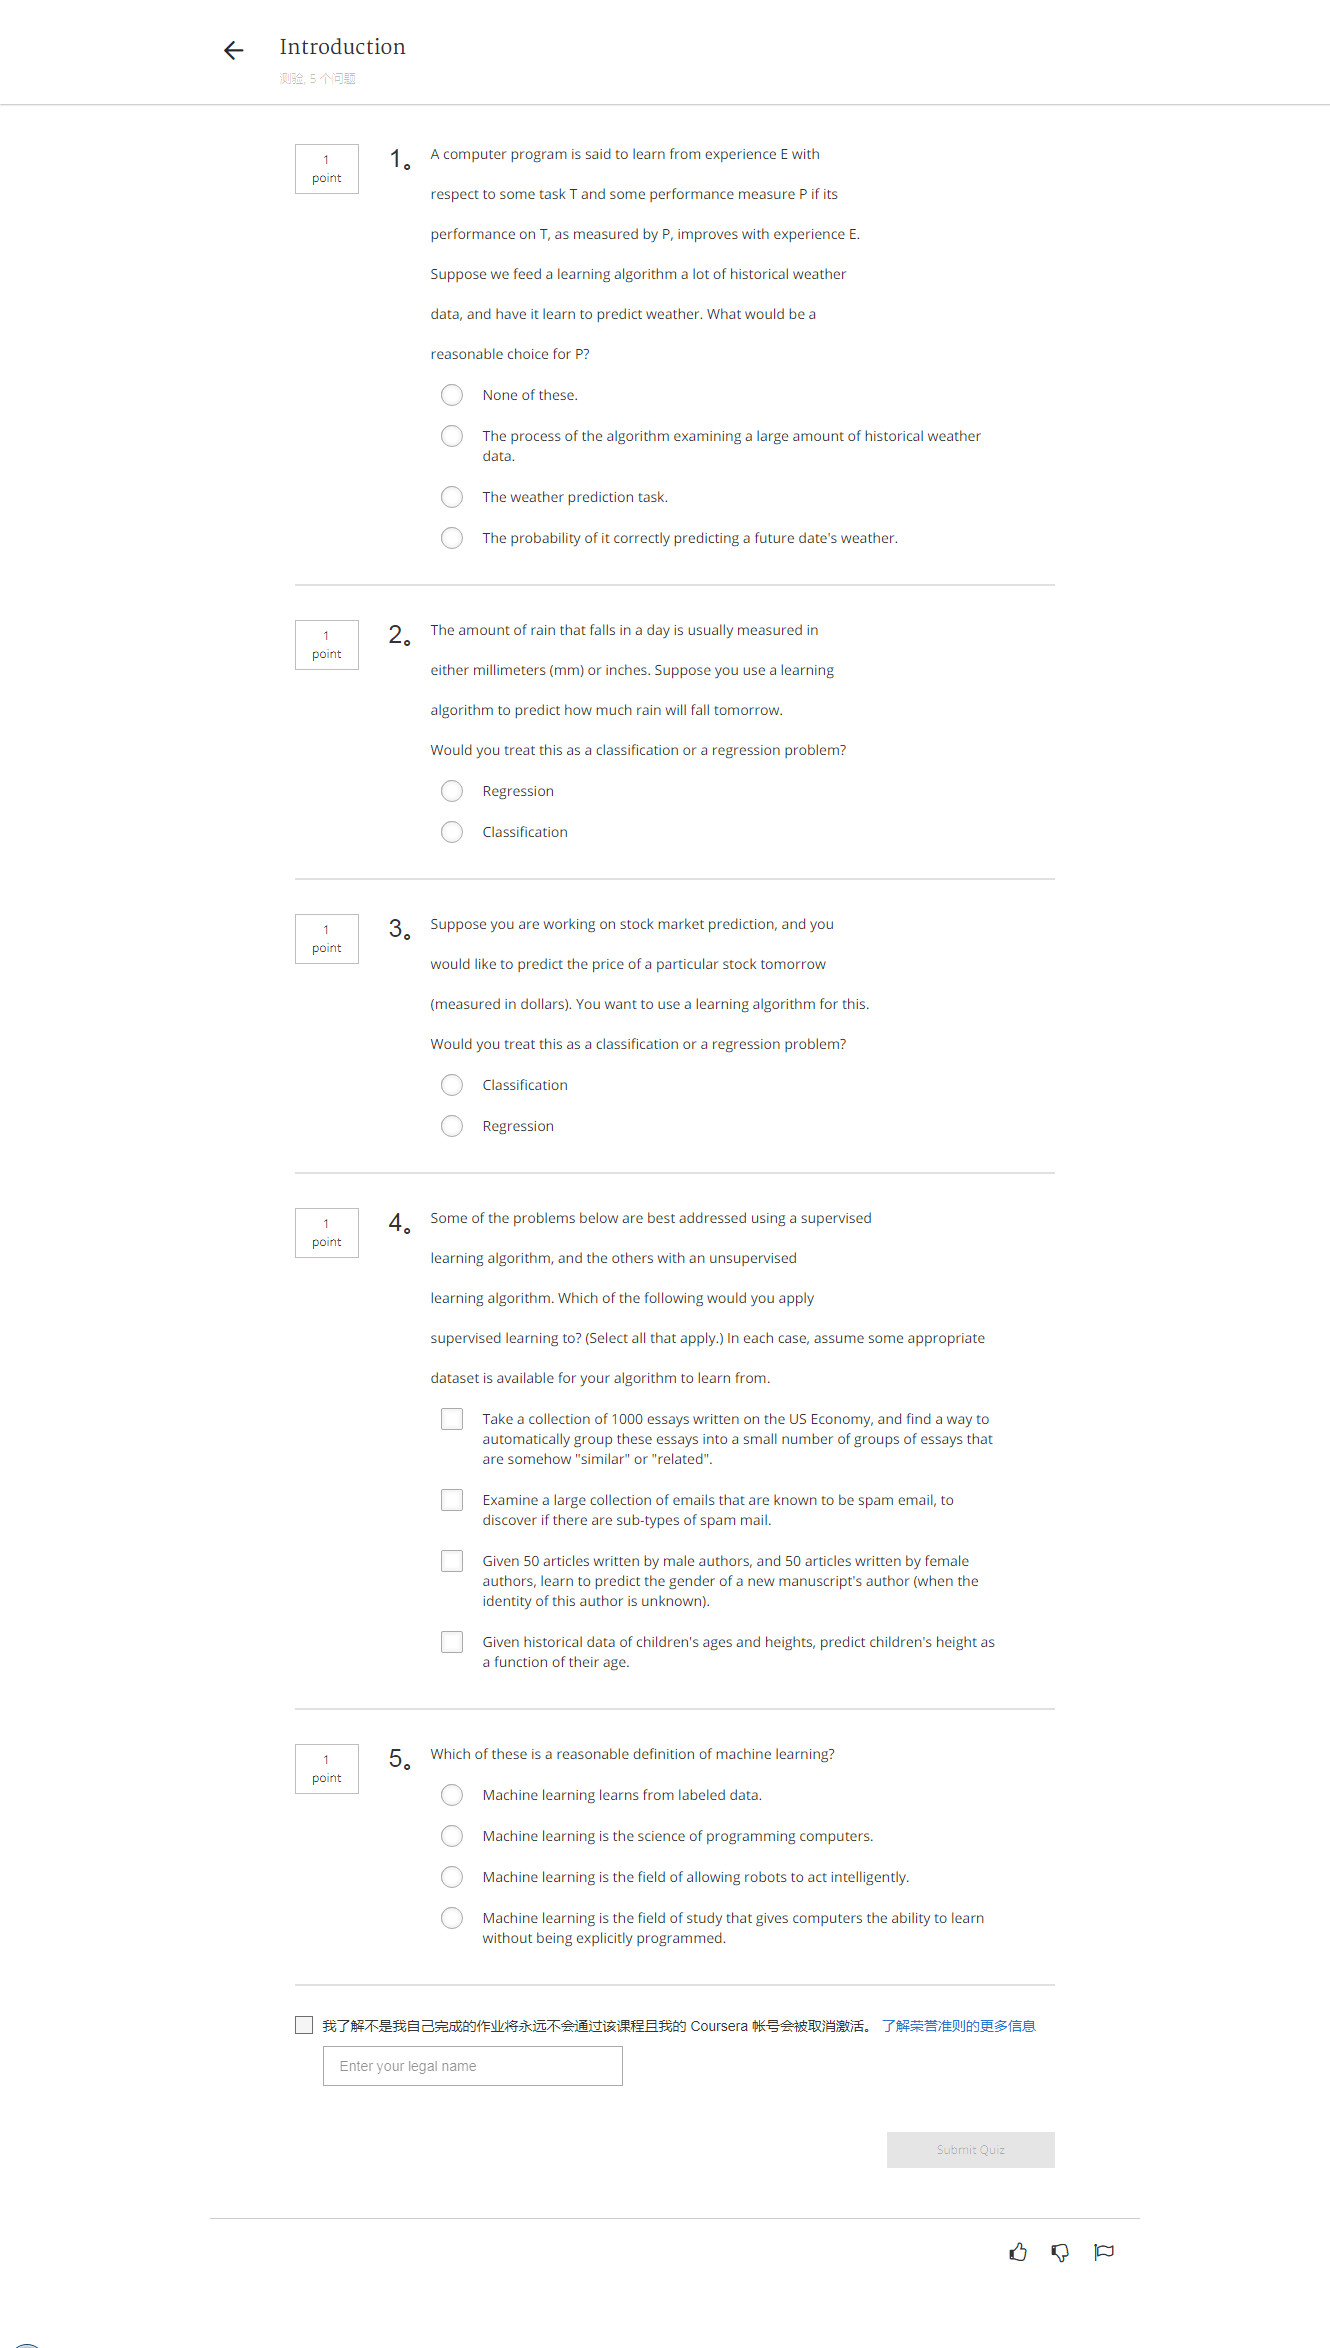 Introduction
测验, 5 个问题
1
point
1。
A computer program is said to learn from experience E with
respect to some task T and some performance measure P if its
performance on T, as measured by P, improves with experience E.
Suppose we feed a learning algorithm a lot of historical weather
data, and have it learn to predict weather. What would be a
reasonable choice for P?
None of these.
The process of the algorithm examining a large amount of historical weather
data.
The weather prediction task.
The probability of it correctly predicting a future date's weather.
1
point
2。
The amount of rain that falls in a day is usually measured in
either millimeters (mm) or inches. Suppose you use a learning
algorithm to predict how much rain will fall tomorrow.
Would you treat this as a classification or a regression problem?
Regression
Classification
1
point
3。
Suppose you are working on stock market prediction, and you
would like to predict the price of a particular stock tomorrow
(measured in dollars). You want to use a learning algorithm for this.
Would you treat this as a classification or a regression problem?
Classification
Regression
1
point
4。
Some of the problems below are best addressed using a supervised
learning algorithm, and the others with an unsupervised
learning algorithm. Which of the following would you apply
supervised learning to? (Select all that apply.) In each case, assume some appropriate
dataset is available for your algorithm to learn from.
Take a collection of 1000 essays written on the US Economy, and find a way to
automatically group these essays into a small number of groups of essays that
are somehow "similar" or "related".
Examine a large collection of emails that are known to be spam email, to
discover if there are sub-types of spam mail.
Given 50 articles written by male authors, and 50 articles written by female
authors, learn to predict the gender of a new manuscript's author (when the
identity of this author is unknown).
Given historical data of children's ages and heights, predict children's height as
a function of their age.
1
point
5。
Which of these is a reasonable definition of machine learning?
Machine learning learns from labeled data.
Machine learning is the science of programming computers.
Machine learning is the field of allowing robots to act intelligently.
Machine learning is the field of study that gives computers the ability to learn
without being explicitly programmed.
我了解不是我自己完成的作业将永远不会通过该课程且我的 Coursera 帐号会被取消激活。 了解荣誉准则的更多信息
Enter your legal name
Submit Quiz